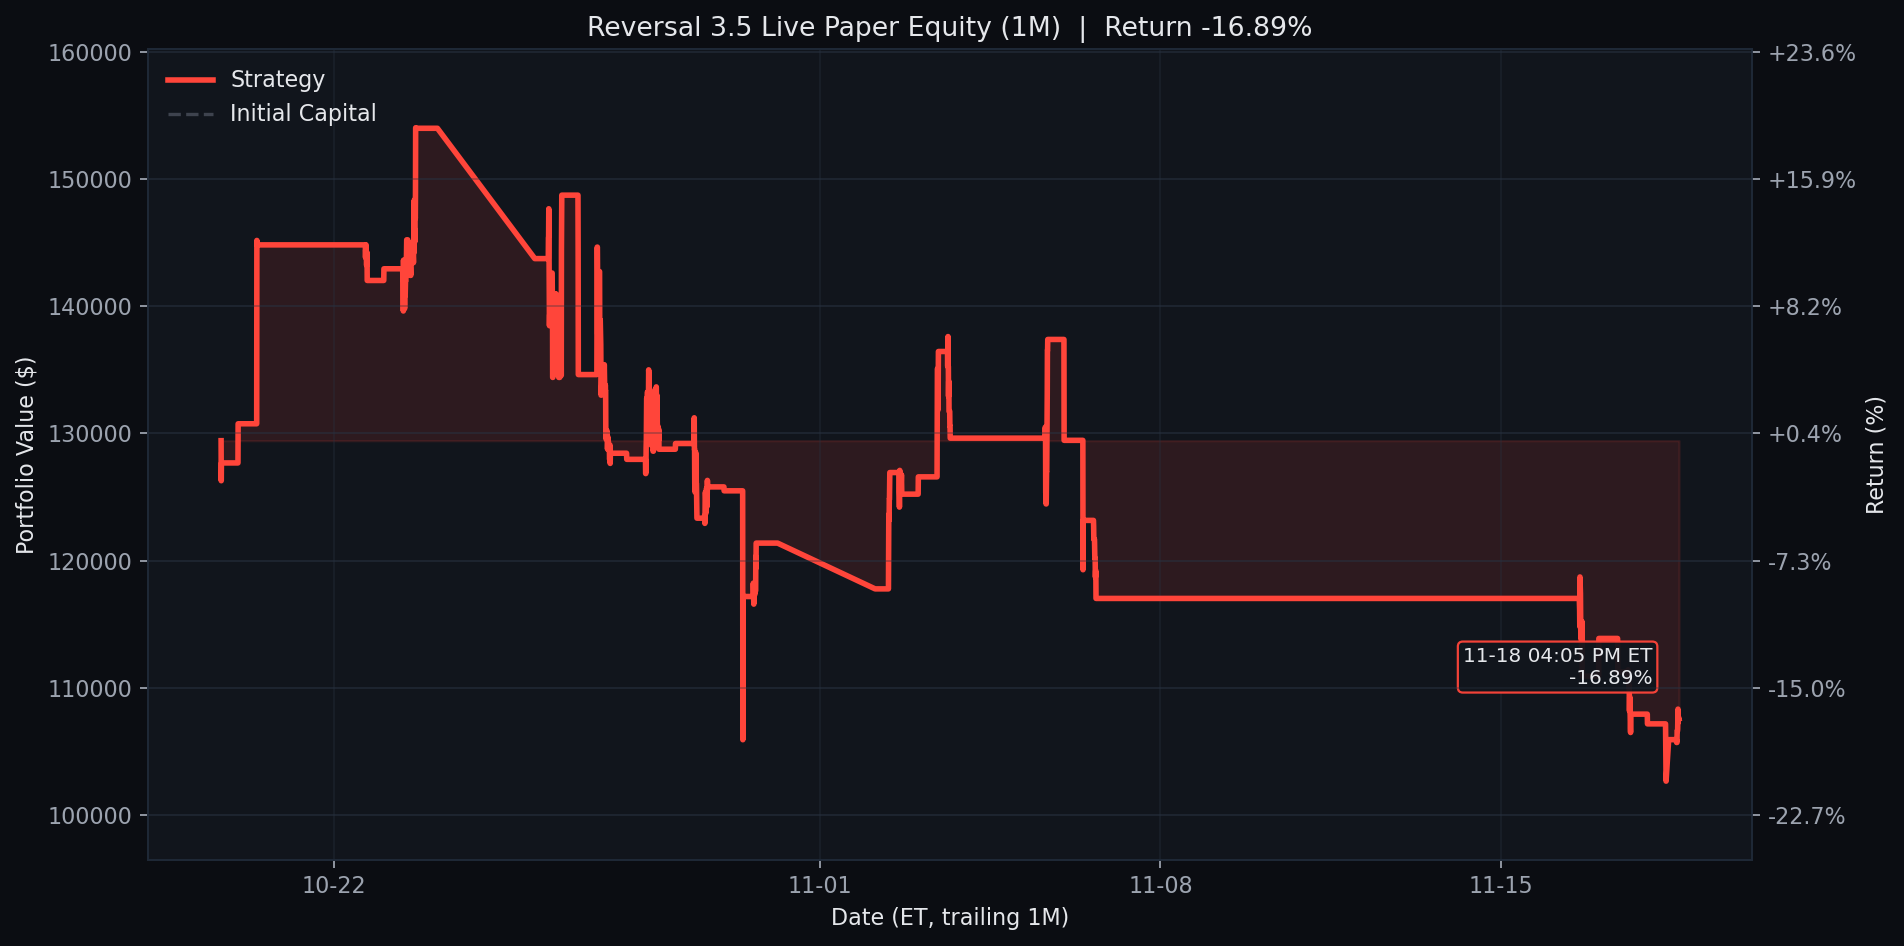 Reversal 3.5 Live Paper Equity (1M) | Return -16.89%
Strategy
Initial Capital
160000
150000
140000
130000
120000
110000
100000
Portfolio Value ($)
+23.6%
+15.9%
+8.2%
+0.4%
-7.3%
-15.0%
-22.7%
Return (%)
11-18 04:05 PM ET
-16.89%
10-22
11-01
11-08
11-15
Date (ET, trailing 1M)